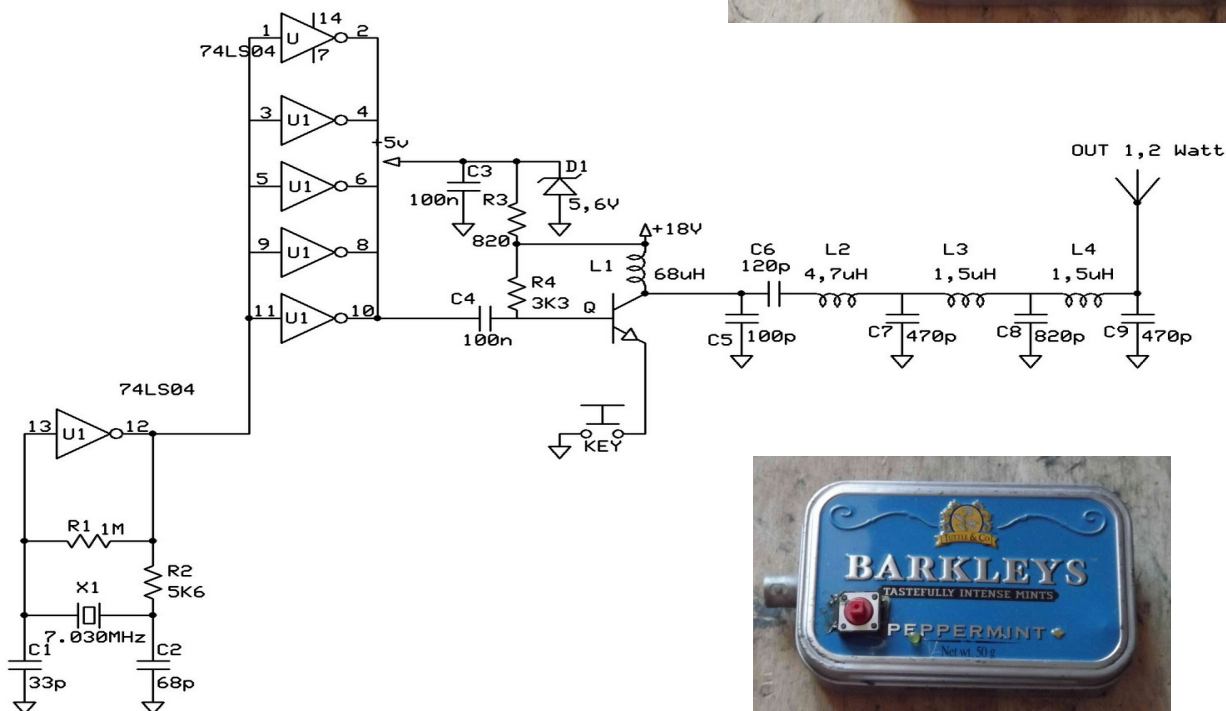 14
1 U 2
74LS04 7
3 U1 4
+5v
5 U1 6
C3
100n
R3
820
D1
5,6V
OUT 1,2 Watt
9 U1 8
+18V
L1
68uH
C6
120p
L2
4,7uH
L3
1,5uH
L4
1,5uH
R4
3K3
11 U1 10
C4
100n
Q
C5 100p
C7 470p
C8 820p
C9 470p
74LS04
13 U1 12
KEY
R1 1M
R2
5K6
X1
7.030MHz
C1
33p
C2
68p
BARKLEYS
TASTEFULLY INTENSE MINTS
PEPPERMINT
Net wt. 50 g